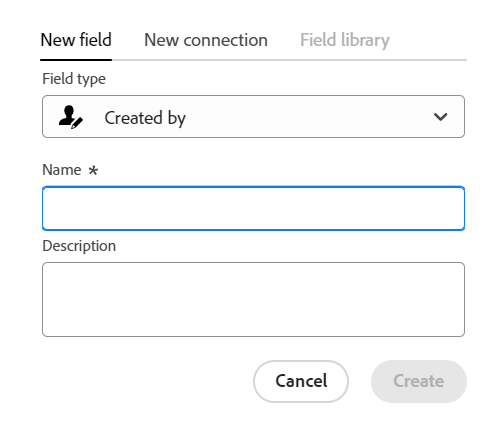 New field New connection Field library
Field type
Created by
Name *
Description
Cancel Create